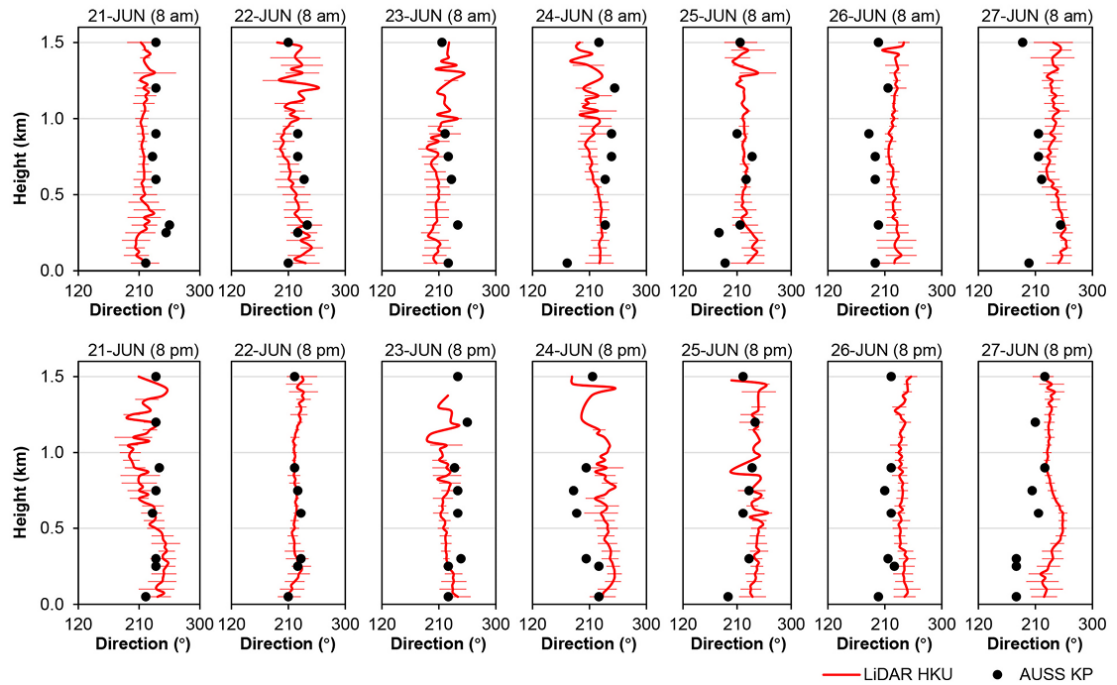 21-JUN (8 am) 22-JUN (8 am) 23-JUN (8 am) 24-JUN (8 am) 25-JUN (8 am) 26-JUN (8 am) 27-JUN (8 am)
1.5
1.0
0.5
0.0
Height (km)
120 210 300 120 210 300 120 210 300 120 210 300 120 210 300 120 210 300 120 210 300
Direction (°) Direction (°) Direction (°) Direction (°) Direction (°) Direction (°) Direction (°)
21-JUN (8 pm) 22-JUN (8 pm) 23-JUN (8 pm) 24-JUN (8 pm) 25-JUN (8 pm) 26-JUN (8 pm) 27-JUN (8 pm)
1.5
1.0
0.5
0.0
Height (km)
120 210 300 120 210 300 120 210 300 120 210 300 120 210 300 120 210 300 120 210 300
Direction (°) Direction (°) Direction (°) Direction (°) Direction (°) Direction (°) Direction (°)
LiDAR HKU AUSS KP